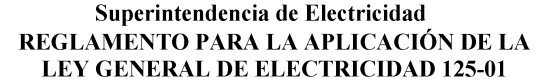 Superintendencia de Electricidad
REGLAMENTO PARA LA APLICACIÓN DE LA
LEY GENERAL DE ELECTRICIDAD 125-01